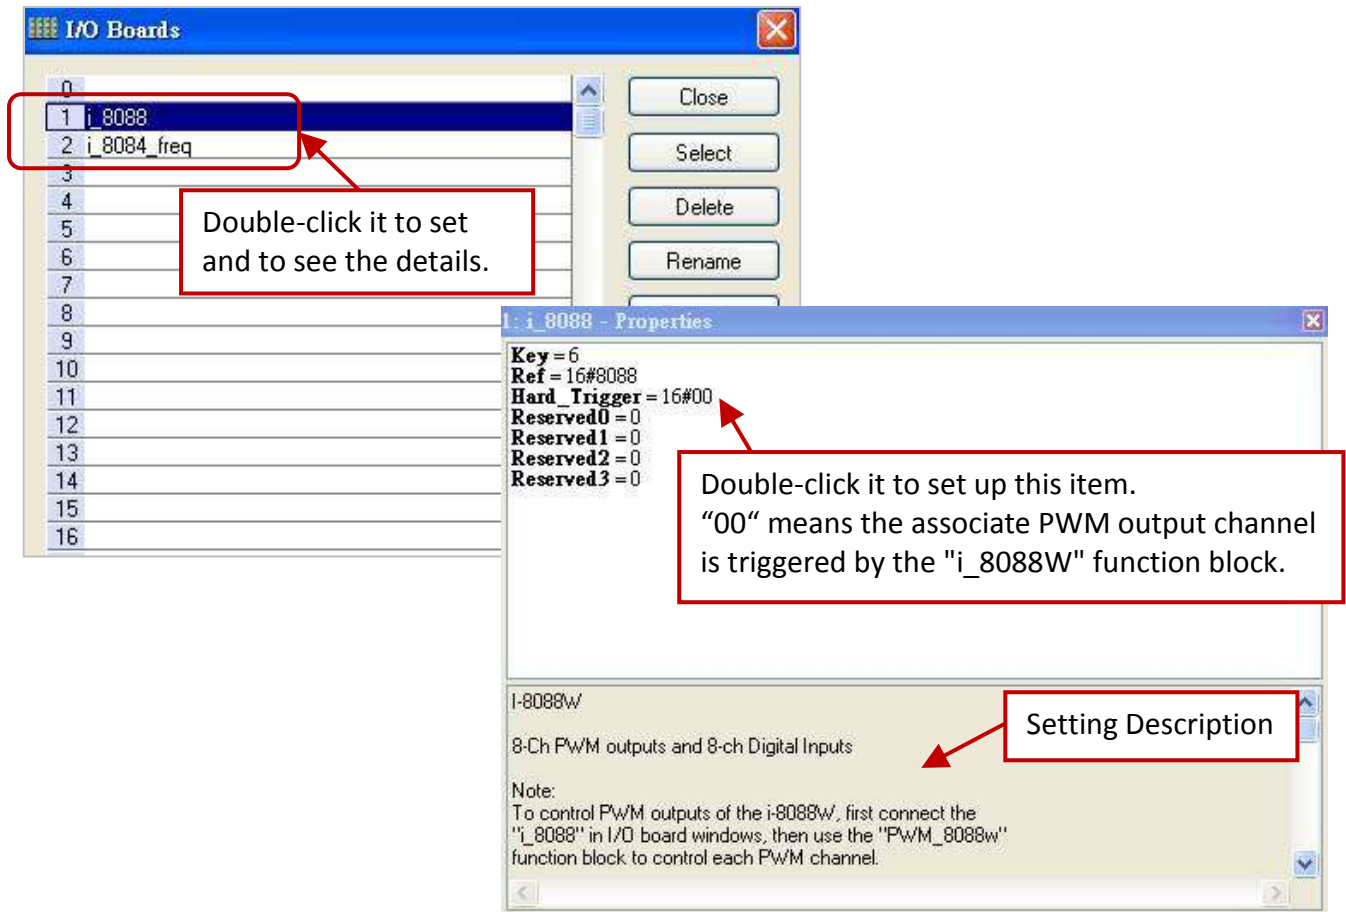 I/O Boards
0
1 i_8088
2 i_8084_freq
3
4
5
6
7
8
9
10
11
12
13
14
15
16
Close
Select
Delete
Rename
Double-click it to set
and to see the details.
1: i_8088 - Properties
Key = 6
Ref = 16#8088
Hard_Trigger = 16#00
Reserved0 = 0
Reserved1 = 0
Reserved2 = 0
Reserved3 = 0
Double-click it to set up this item.
“00“ means the associate PWM output channel
is triggered by the "i_8088W" function block.
I-8088W
8-Ch PWM outputs and 8-ch Digital Inputs
Note:
To control PWM outputs of the i-8088W, first connect the
"i_8088" in I/O board windows, then use the "PWM_8088w"
function block to control each PWM channel.
Setting Description